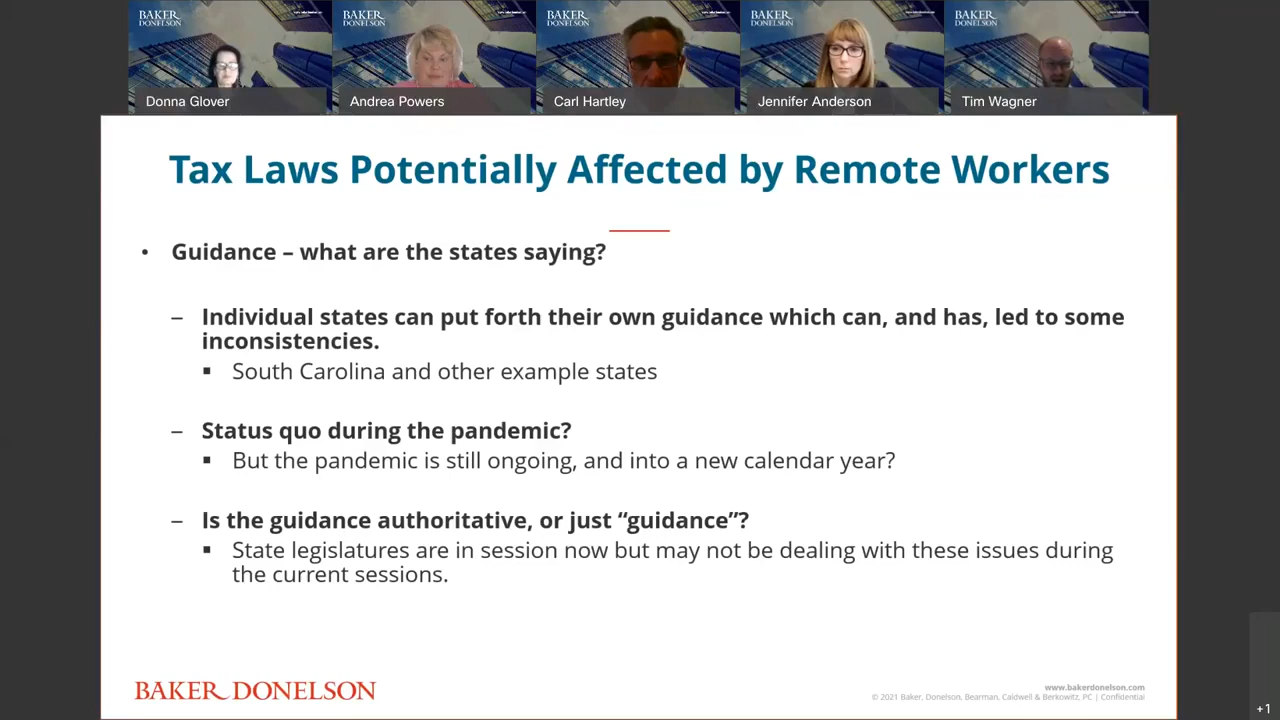 BAKER
DONELSON
BAKER
DONELSON
BAKER
DONELSON
BAKER
DONELSON
BAKER
DONELSON
Donna Glover
Andrea Powers
Carl Hartley
Jennifer Anderson
Tim Wagner
Tax Laws Potentially Affected by Remote Workers
• Guidance – what are the states saying?
– Individual states can put forth their own guidance which can, and has, led to some
inconsistencies.
▪ South Carolina and other example states
– Status quo during the pandemic?
▪ But the pandemic is still ongoing, and into a new calendar year?
– Is the guidance authoritative, or just “guidance”?
▪ State legislatures are in session now but may not be dealing with these issues during
the current sessions.
BAKER DONELSON
www.bakerdonelson.com
© 2021 Baker, Donelson, Bearman, Caldwell & Berkowitz, PC | Confidential
+1